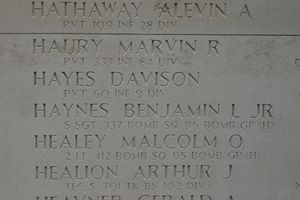 HATHAWAY ALEVIN A
PVT 109 INF 28 DIV
HAURY MARVIN R
PVT 333 INF 84 DIV
HAYES DAVISON
PVT 60 INF 9 DIV
HAYNES BENJAMIN L JR
S SGT 337 BOMB SQ 96 BOMB GP (H)
HEALEY MALCOLM O
2 LT 412 BOMB SQ 95 BOMB GP (H)
HEALION ARTHUR J
TEC 5 701 TK BN 102 DIV
HEAVNER GERALD A